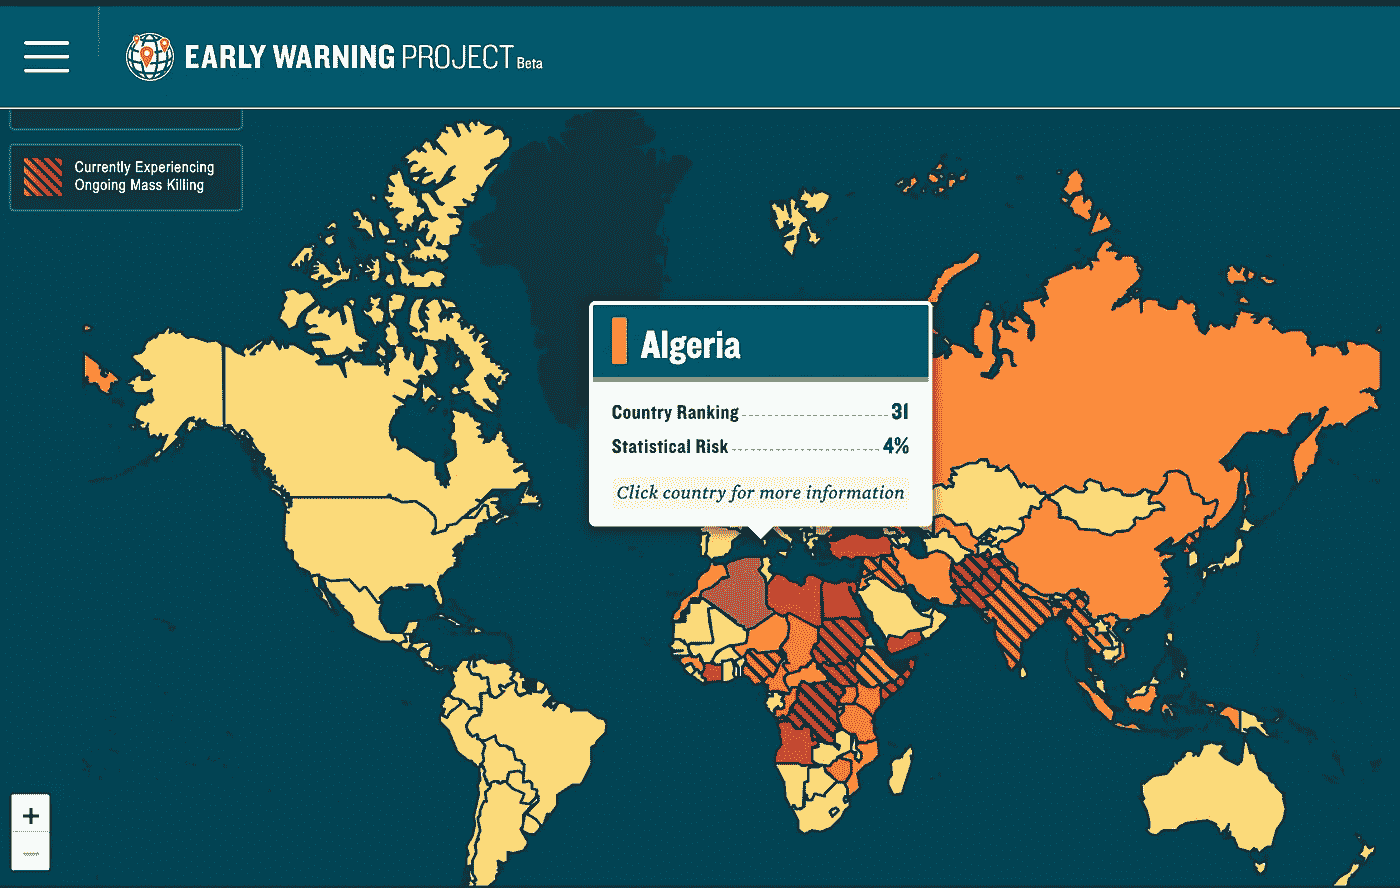 EARLY WARNING PROJECT Beta
Currently Experiencing
Ongoing Mass Killing
Algeria
Country Ranking 31
Statistical Risk 4%
Click country for more information
+
−